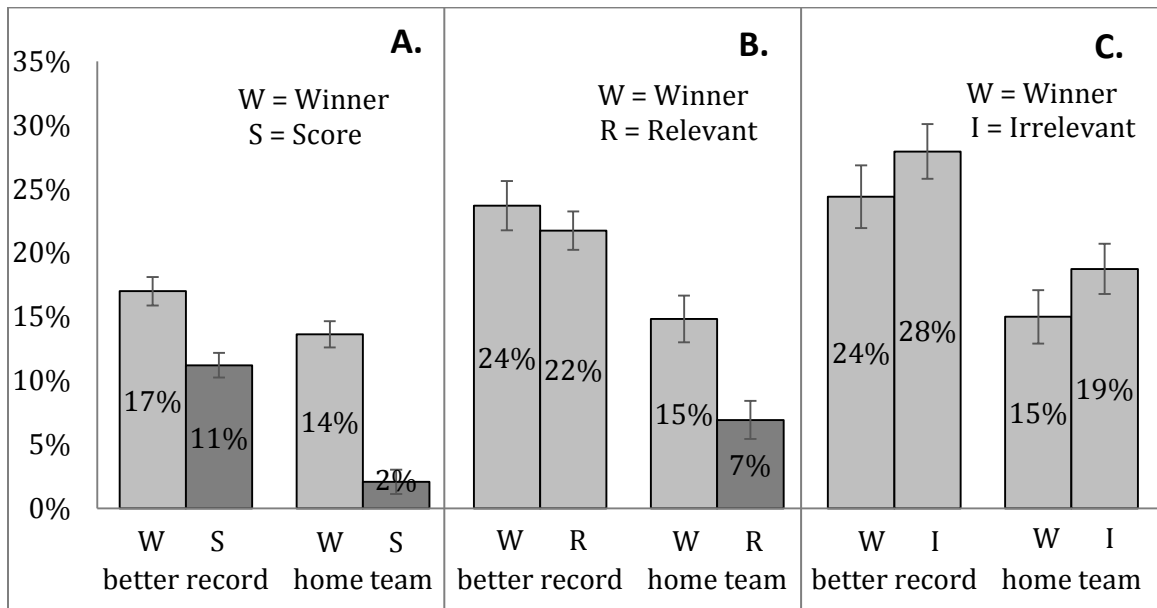 A.
B.
C.
35%
30%
25%
20%
15%
10%
5%
0%
W = Winner
S = Score
W = Winner
R = Relevant
W = Winner
I = Irrelevant
17%
11%
14%
2%
24%
22%
15%
7%
24%
28%
15%
19%
W S W S W R W R W I W I
better record home team better record home team better record home team